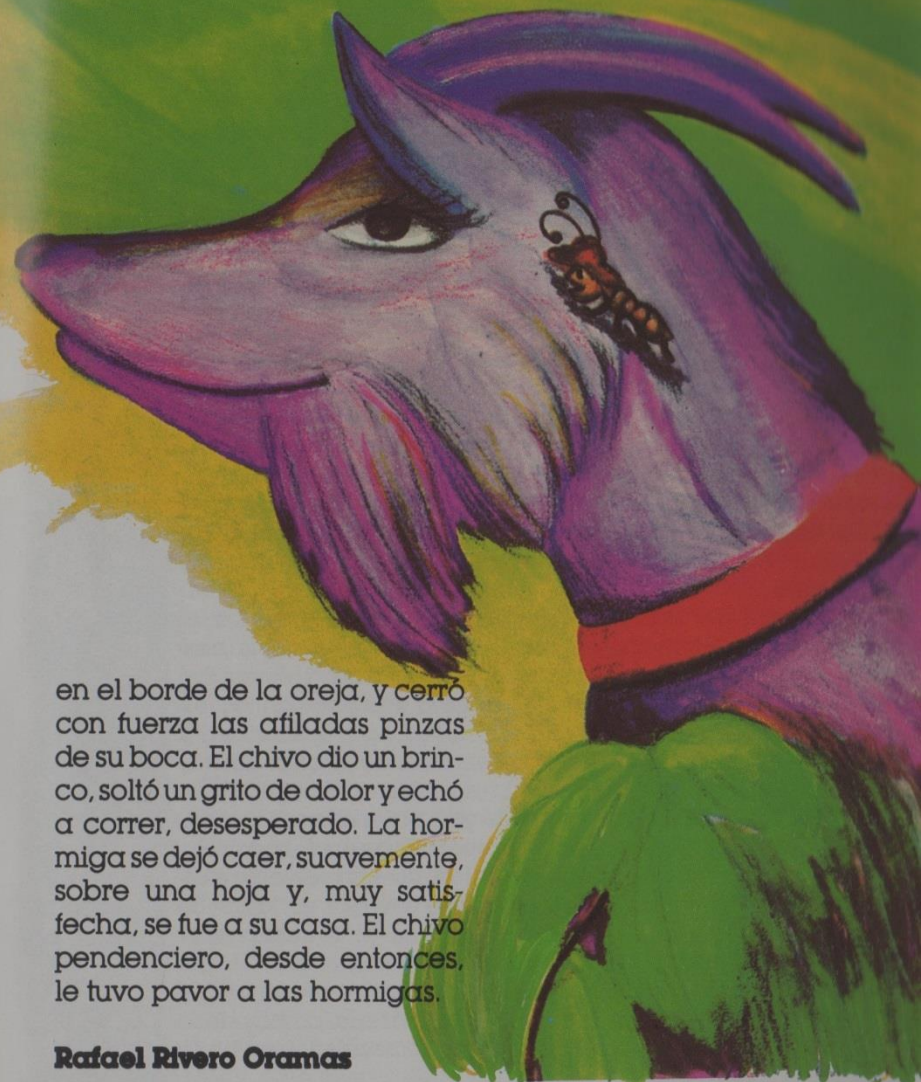 en el borde de la oreja, y cerró
con fuerza las afiladas pinzas
de su boca. El chivo dio un brin-
co, soltó un grito de dolor y echó
a correr, desesperado. La hor-
miga se dejó caer, suavemente,
sobre una hoja y, muy satis-
fecha, se fue a su casa. El chivo
pendenciero, desde entonces,
le tuvo pavor a las hormigas.
Rafael Rivero Oramas